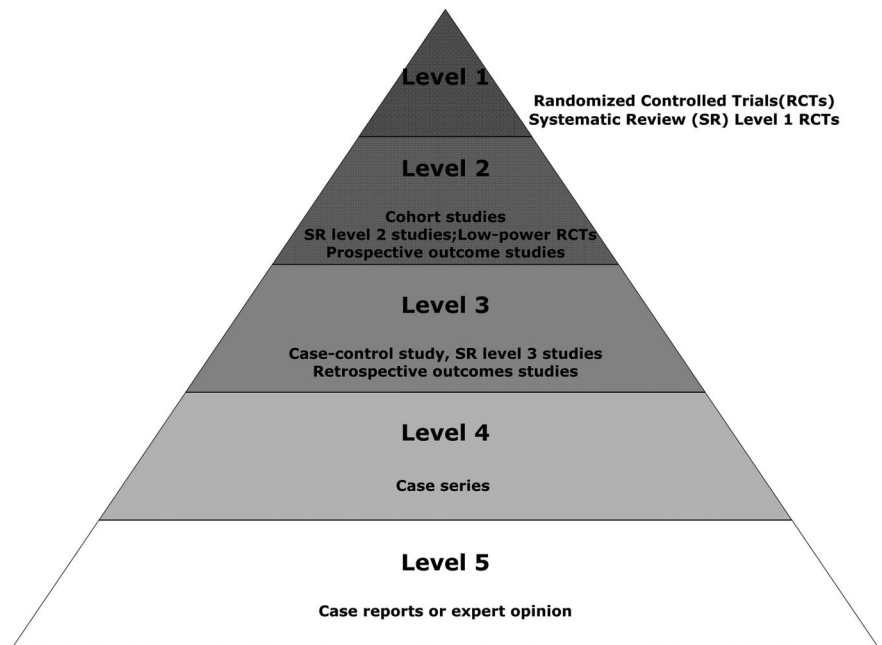 Level 1
Randomized Controlled Trials(RCTs)
Systematic Review (SR) Level 1 RCTs
Level 2
Cohort studies
SR level 2 studies;Low-power RCTs
Prospective outcome studies
Level 3
Case-control study, SR level 3 studies
Retrospective outcomes studies
Level 4
Case series
Level 5
Case reports or expert opinion